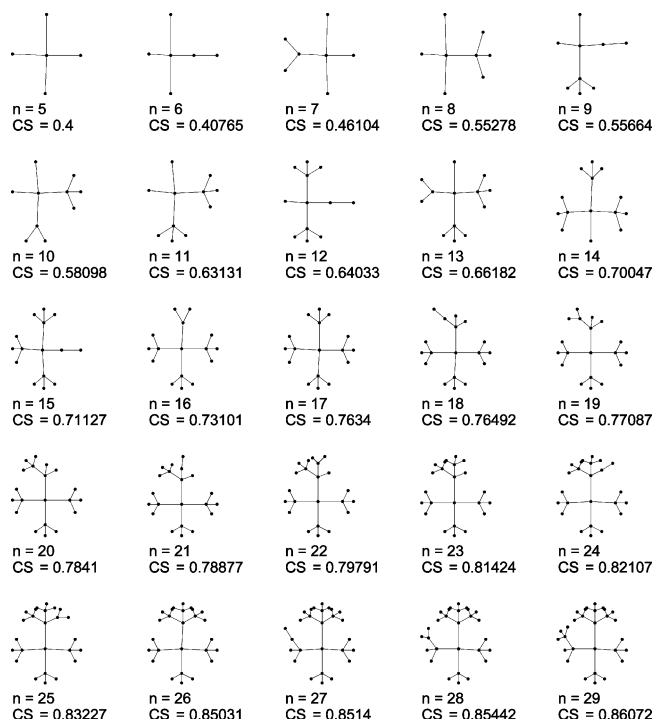 n = 5
CS = 0.4
n = 6
CS = 0.40765
n = 7
CS = 0.46104
n = 8
CS = 0.55278
n = 9
CS = 0.55664
n = 10
CS = 0.58098
n = 11
CS = 0.63131
n = 12
CS = 0.64033
n = 13
CS = 0.66182
n = 14
CS = 0.70047
n = 15
CS = 0.71127
n = 16
CS = 0.73101
n = 17
CS = 0.7634
n = 18
CS = 0.76492
n = 19
CS = 0.77087
n = 20
CS = 0.7841
n = 21
CS = 0.78877
n = 22
CS = 0.79791
n = 23
CS = 0.81424
n = 24
CS = 0.82107
n = 25
CS = 0.83227
n = 26
CS = 0.85031
n = 27
CS = 0.8514
n = 28
CS = 0.85442
n = 29
CS = 0.86072